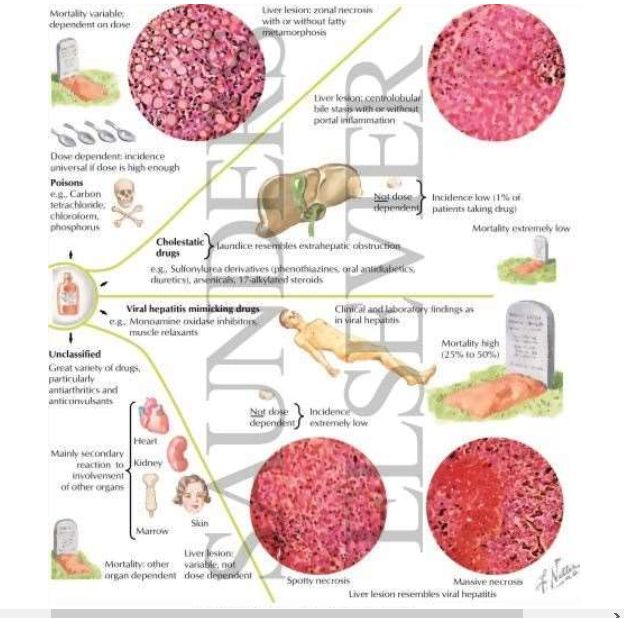 Mortality variable;
dependent on dose
Liver lesion: zonal necrosis
with or without fatty
metamorphosis
Liver lesion: centrolobular
bile stasis with or without
portal inflammation
Dose dependent: incidence
universal if dose is high enough
Poisons
e.g., Carbon
tetrachloride,
chloroform,
phosphorus
Not dose
dependent
Incidence low (1% of
patients taking drug)
Mortality extremely low
Cholestatic
drugs
Jaundice resembles extrahepatic obstruction
e.g., Sulfonylurea derivatives (phenothiazines, oral antidiabetics,
diuretics), arsenicals, 17-alkylated steroids
Viral hepatitis mimicking drugs
e.g., Monoamine oxidase inhibitors,
muscle relaxants
Clinical and laboratory findings as
in viral hepatitis
Mortality high
(25% to 50%)
Unclassified
Great variety of drugs,
particularly
antiarthritics and
anticonvulsants
Not dose
dependent
Incidence
extremely low
Mainly secondary
reaction to
involvement
of other organs
Heart
Kidney
Marrow
Skin
Mortality: other
organ dependent
Liver lesion:
variable, not
dose dependent
Spotty necrosis
Massive necrosis
Liver lesion resembles viral hepatitis
SAUNDERS
ELSEVIER
F. Netter